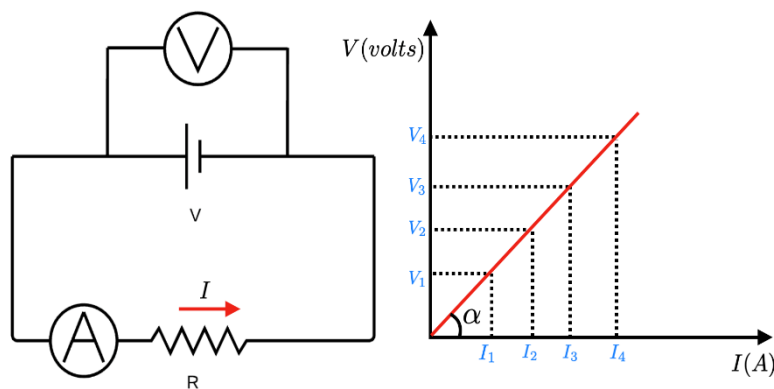 V
V
I
A
R
V(volts)
V₄
V₃
V₂
V₁
α
I₁ I₂ I₃ I₄
I(A)